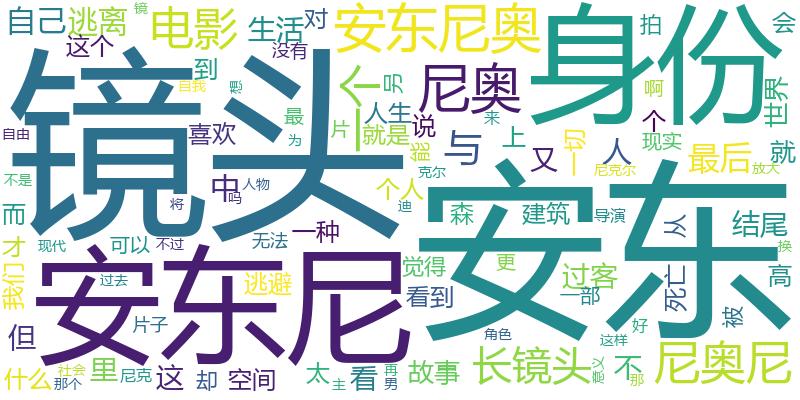 自己
逃离
镜
电影
生活
对
安东尼奥
身份
拍
会
这个
没有
到
自我
想
一个
另
尼奥
啊
世界
镜头
最
人生
来
个
自由
喜欢
为
片
就是
说
能
与
上
又
一切
人
现实
最后
就
不是
中
吗
人物
克尔
个人
尼克尔
放大
将
迪
安东
而
森
建筑
导演
从
结尾
才
现代
可以
不过
无法
一种
换
我们
安东尼
过去
逃避
觉得
更
过客
死亡
高
看到
一部
但
片子
角色
好
被
这样
什么
社会
那个
里
尼克
这
却
空间
太
主
看
再
男
故事
长镜头
意义
不
那
尼奥尼